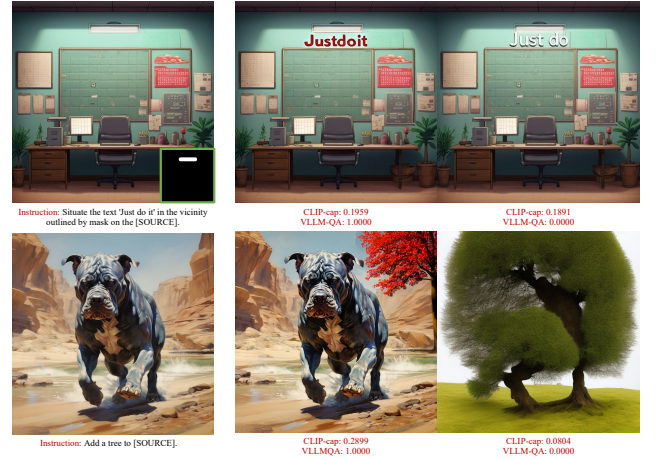 Justdoit
Just do
Instruction: Situate the text 'Just do it' in the vicinity
outlined by mask on the [SOURCE].
CLIP-cap: 0.1959
VLLM-QA: 1.0000
CLIP-cap: 0.1891
VLLM-QA: 0.0000
Instruction: Add a tree to [SOURCE].
CLIP-cap: 0.2899
VLLMQA: 1.0000
CLIP-cap: 0.0804
VLLM-QA: 0.0000